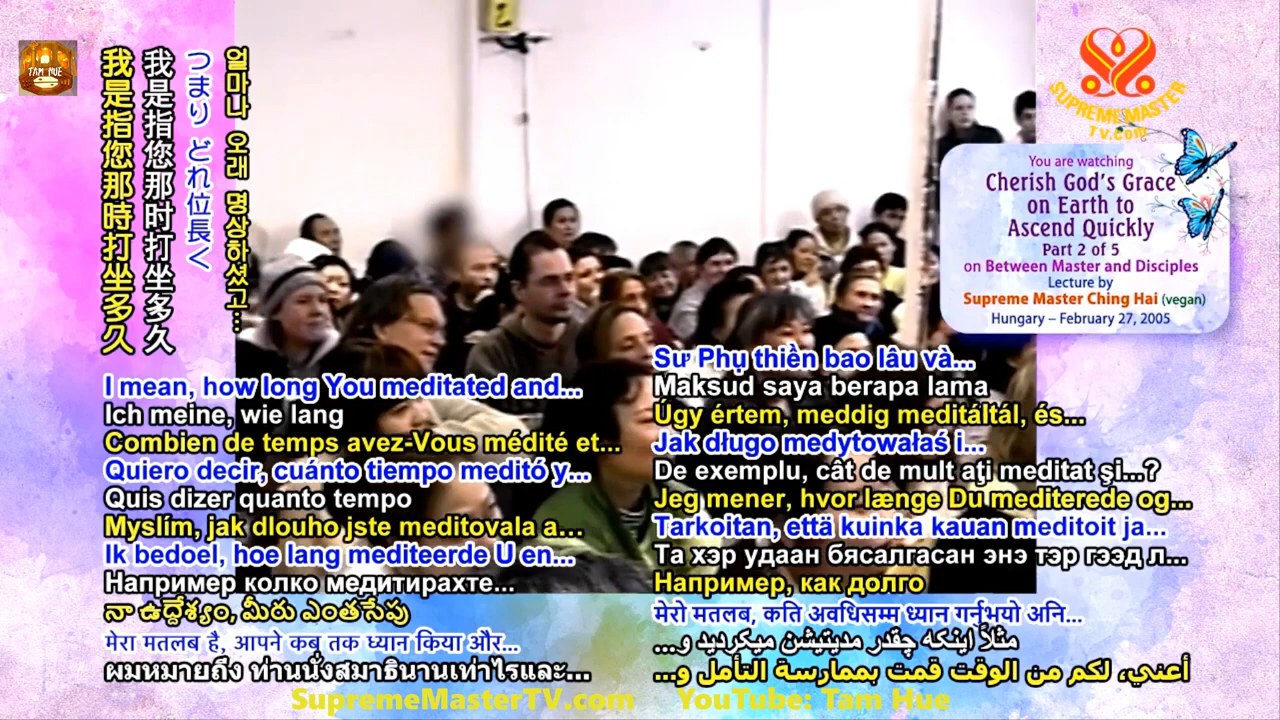 TAM HUE
我是指您那時打坐多久
我是指您那时打坐多久
つまり どれ位長く
얼마나 오래 명상하셨고...
SUPREME MASTER
TV.com
You are watching
Cherish God's Grace
on Earth to
Ascend Quickly
Part 2 of 5
on Between Master and Disciples
Lecture by
Supreme Master Ching Hai (vegan)
Hungary – February 27, 2005
I mean, how long You meditated and...
Ich meine, wie lang
Combien de temps avez-Vous médité et...
Quiero decir, cuánto tiempo meditó y...
Quis dizer quanto tempo
Myslím, jak dlouho jste meditovala a...
Ik bedoel, hoe lang mediteerde U en...
Например колко медитирахте...
నా ఉద్దేశ్యం, మీరు ఎంతసేపు
मेरा मतलब है, आपने कब तक ध्यान किया और...
ผมหมายถึง ท่านนั่งสมาธินานเท่าไรและ...
Sư Phụ thiền bao lâu và...
Maksud saya berapa lama
Úgy értem, meddig meditáltál, és...
Jak długo medytowałaś i...
De exemplu, cât de mult aţi meditat şi...?
Jeg mener, hvor længe Du mediterede og...
Tarkoitan, että kuinka kauan meditoit ja...
Та хэр удаан бясалгасан энэ тэр гээд л...
Например, как долго
मेरो मतलब, कति अवधिसम्म ध्यान गर्नुभयो अनि...
مثلاً اینکه چقدر مدیتیشن میکردید و...
أعني، لكم من الوقت قمت بممارسة التأمل و...
SupremeMasterTV.com
YouTube: Tam Hue